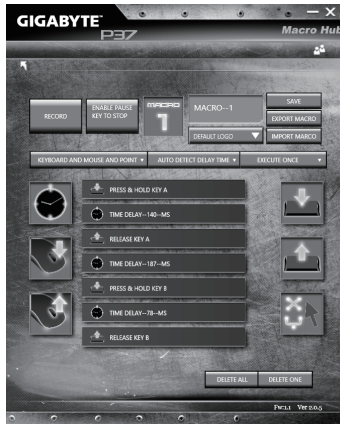 GIGABYTE™
P37
Macro Hub
RECORD
ENABLE PAUSE
KEY TO STOP
MACRO
1
MACRO--1
DEFAULT LOGO
SAVE
EXPORT MACRO
IMPORT MARCO
KEYBOARD AND MOUSE AND POINT
AUTO DETECT DELAY TIME
EXECUTE ONCE
PRESS & HOLD KEY A
TIME DELAY--140--MS
RELEASE KEY A
TIME DELAY--187--MS
PRESS & HOLD KEY B
TIME DELAY--78--MS
RELEASE KEY B
DELETE ALL
DELETE ONE
Fw:1.1 Ver 2.0.5